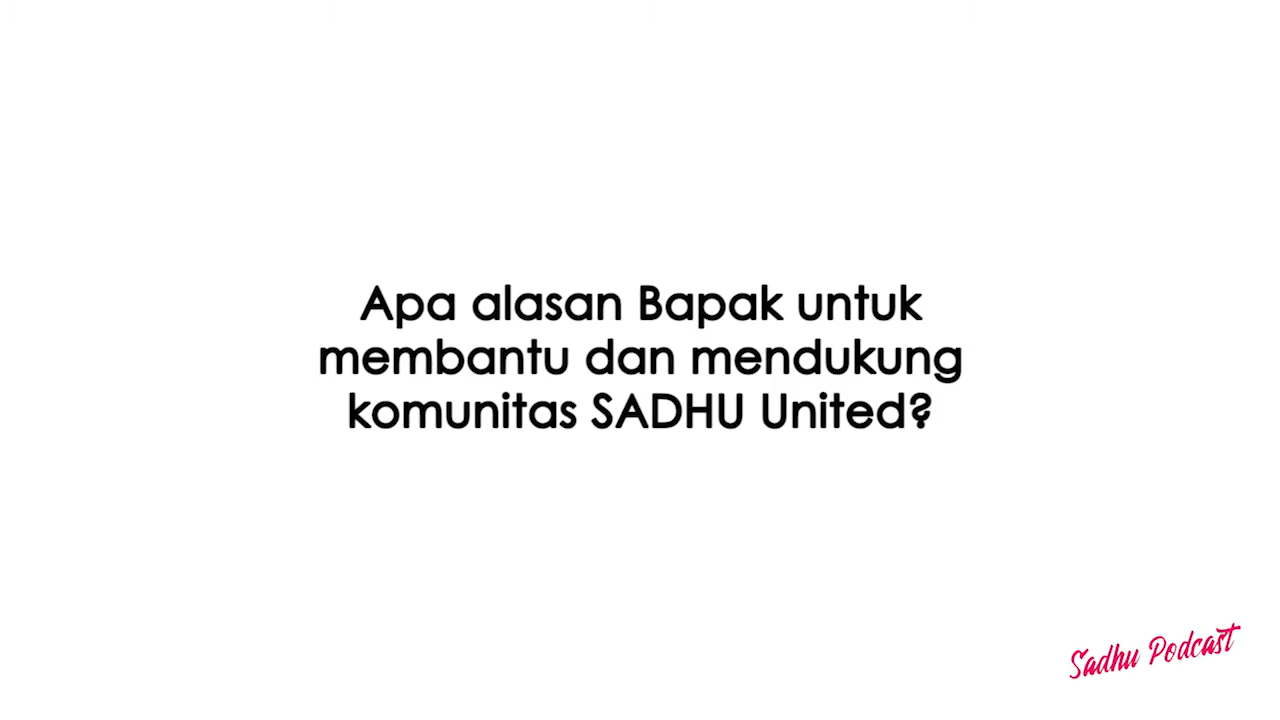 Apa alasan Bapak untuk
membantu dan mendukung
komunitas SADHU United?
Sadhu Podcast